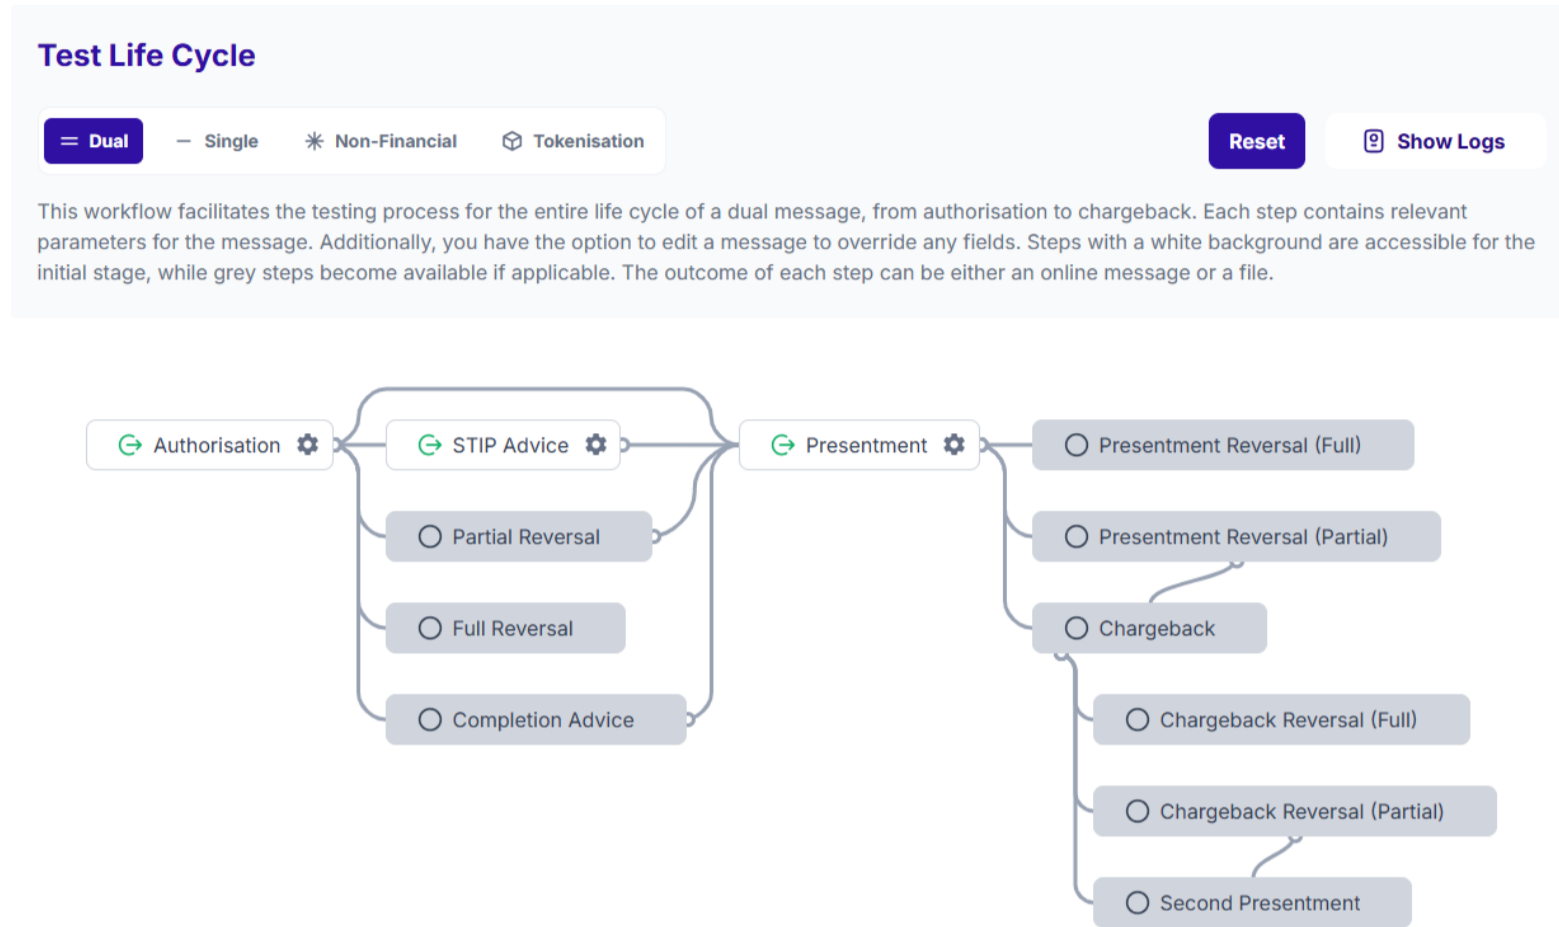 Test Life Cycle
Dual
Single
Non-Financial
Tokenisation
Reset
Show Logs
This workflow facilitates the testing process for the entire life cycle of a dual message, from authorisation to chargeback. Each step contains relevant
parameters for the message. Additionally, you have the option to edit a message to override any fields. Steps with a white background are accessible for the
initial stage, while grey steps become available if applicable. The outcome of each step can be either an online message or a file.
Authorisation
STIP Advice
Presentment
Presentment Reversal (Full)
Partial Reversal
Presentment Reversal (Partial)
Full Reversal
Chargeback
Completion Advice
Chargeback Reversal (Full)
Chargeback Reversal (Partial)
Second Presentment